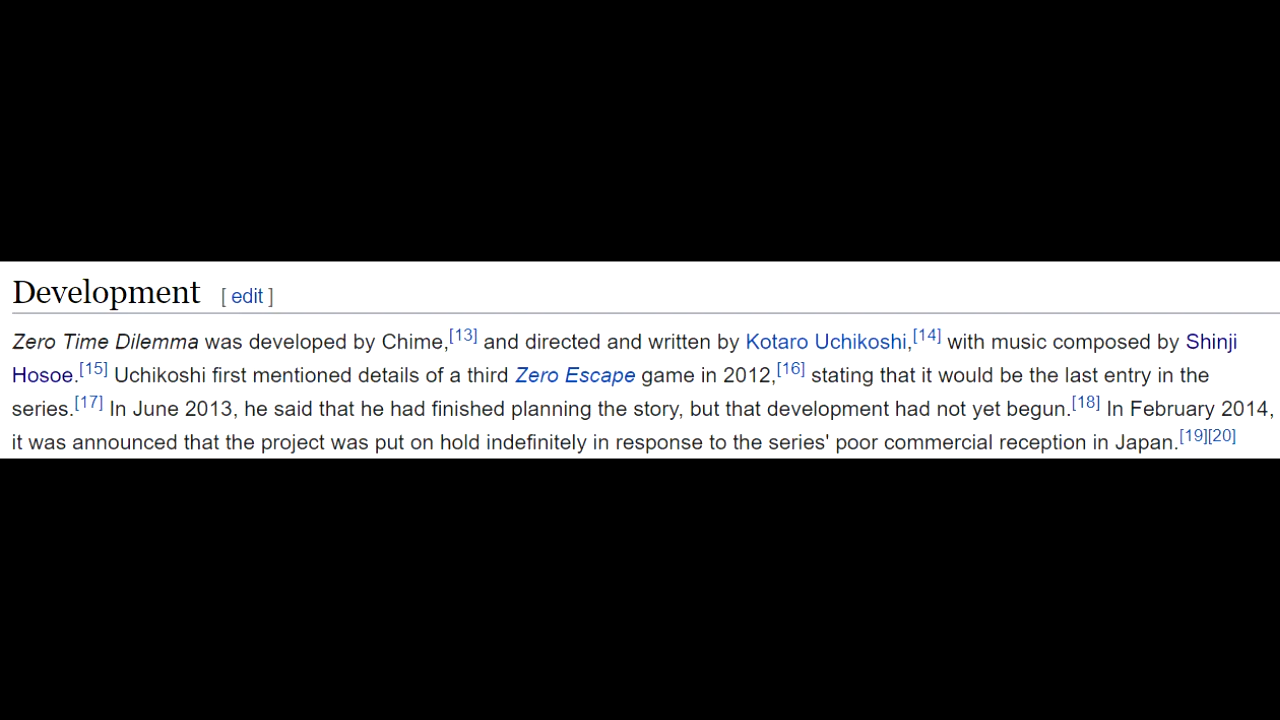 Development [ edit ]
Zero Time Dilemma was developed by Chime,[13] and directed and written by Kotaro Uchikoshi,[14] with music composed by Shinji
Hosoe.[15] Uchikoshi first mentioned details of a third Zero Escape game in 2012,[16] stating that it would be the last entry in the
series.[17] In June 2013, he said that he had finished planning the story, but that development had not yet begun.[18] In February 2014,
it was announced that the project was put on hold indefinitely in response to the series' poor commercial reception in Japan.[19][20]